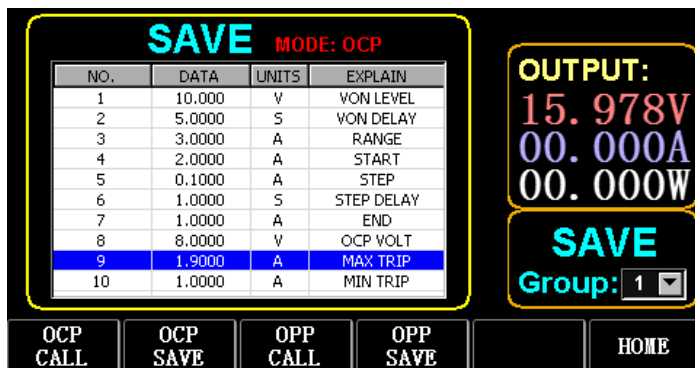 SAVE MODE: OCP
NO. DATA UNITS EXPLAIN
1 10.000 V VON LEVEL
2 5.0000 S VON DELAY
3 3.0000 A RANGE
4 2.0000 A START
5 0.1000 A STEP
6 1.0000 S STEP DELAY
7 1.0000 A END
8 8.0000 V OCP VOLT
9 1.9000 A MAX TRIP
10 1.0000 A MIN TRIP
OUTPUT:
15.978V
00.000A
00.000W
SAVE
Group: 1
OCP CALL
OCP SAVE
OPP CALL
OPP SAVE
HOME